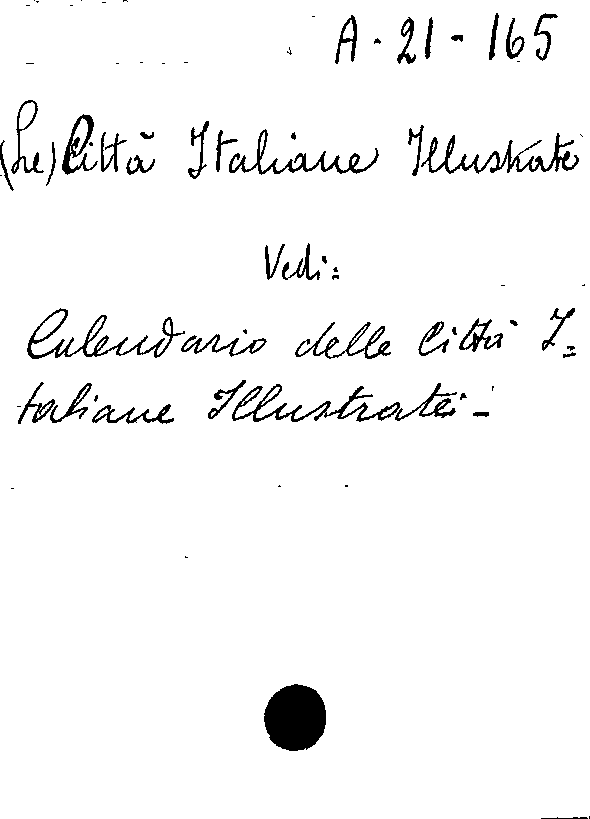 A-21-165
(Le) Città Italiane Illustrate
Vedi:
Calendario delle Città I=
taliane Illustrate -